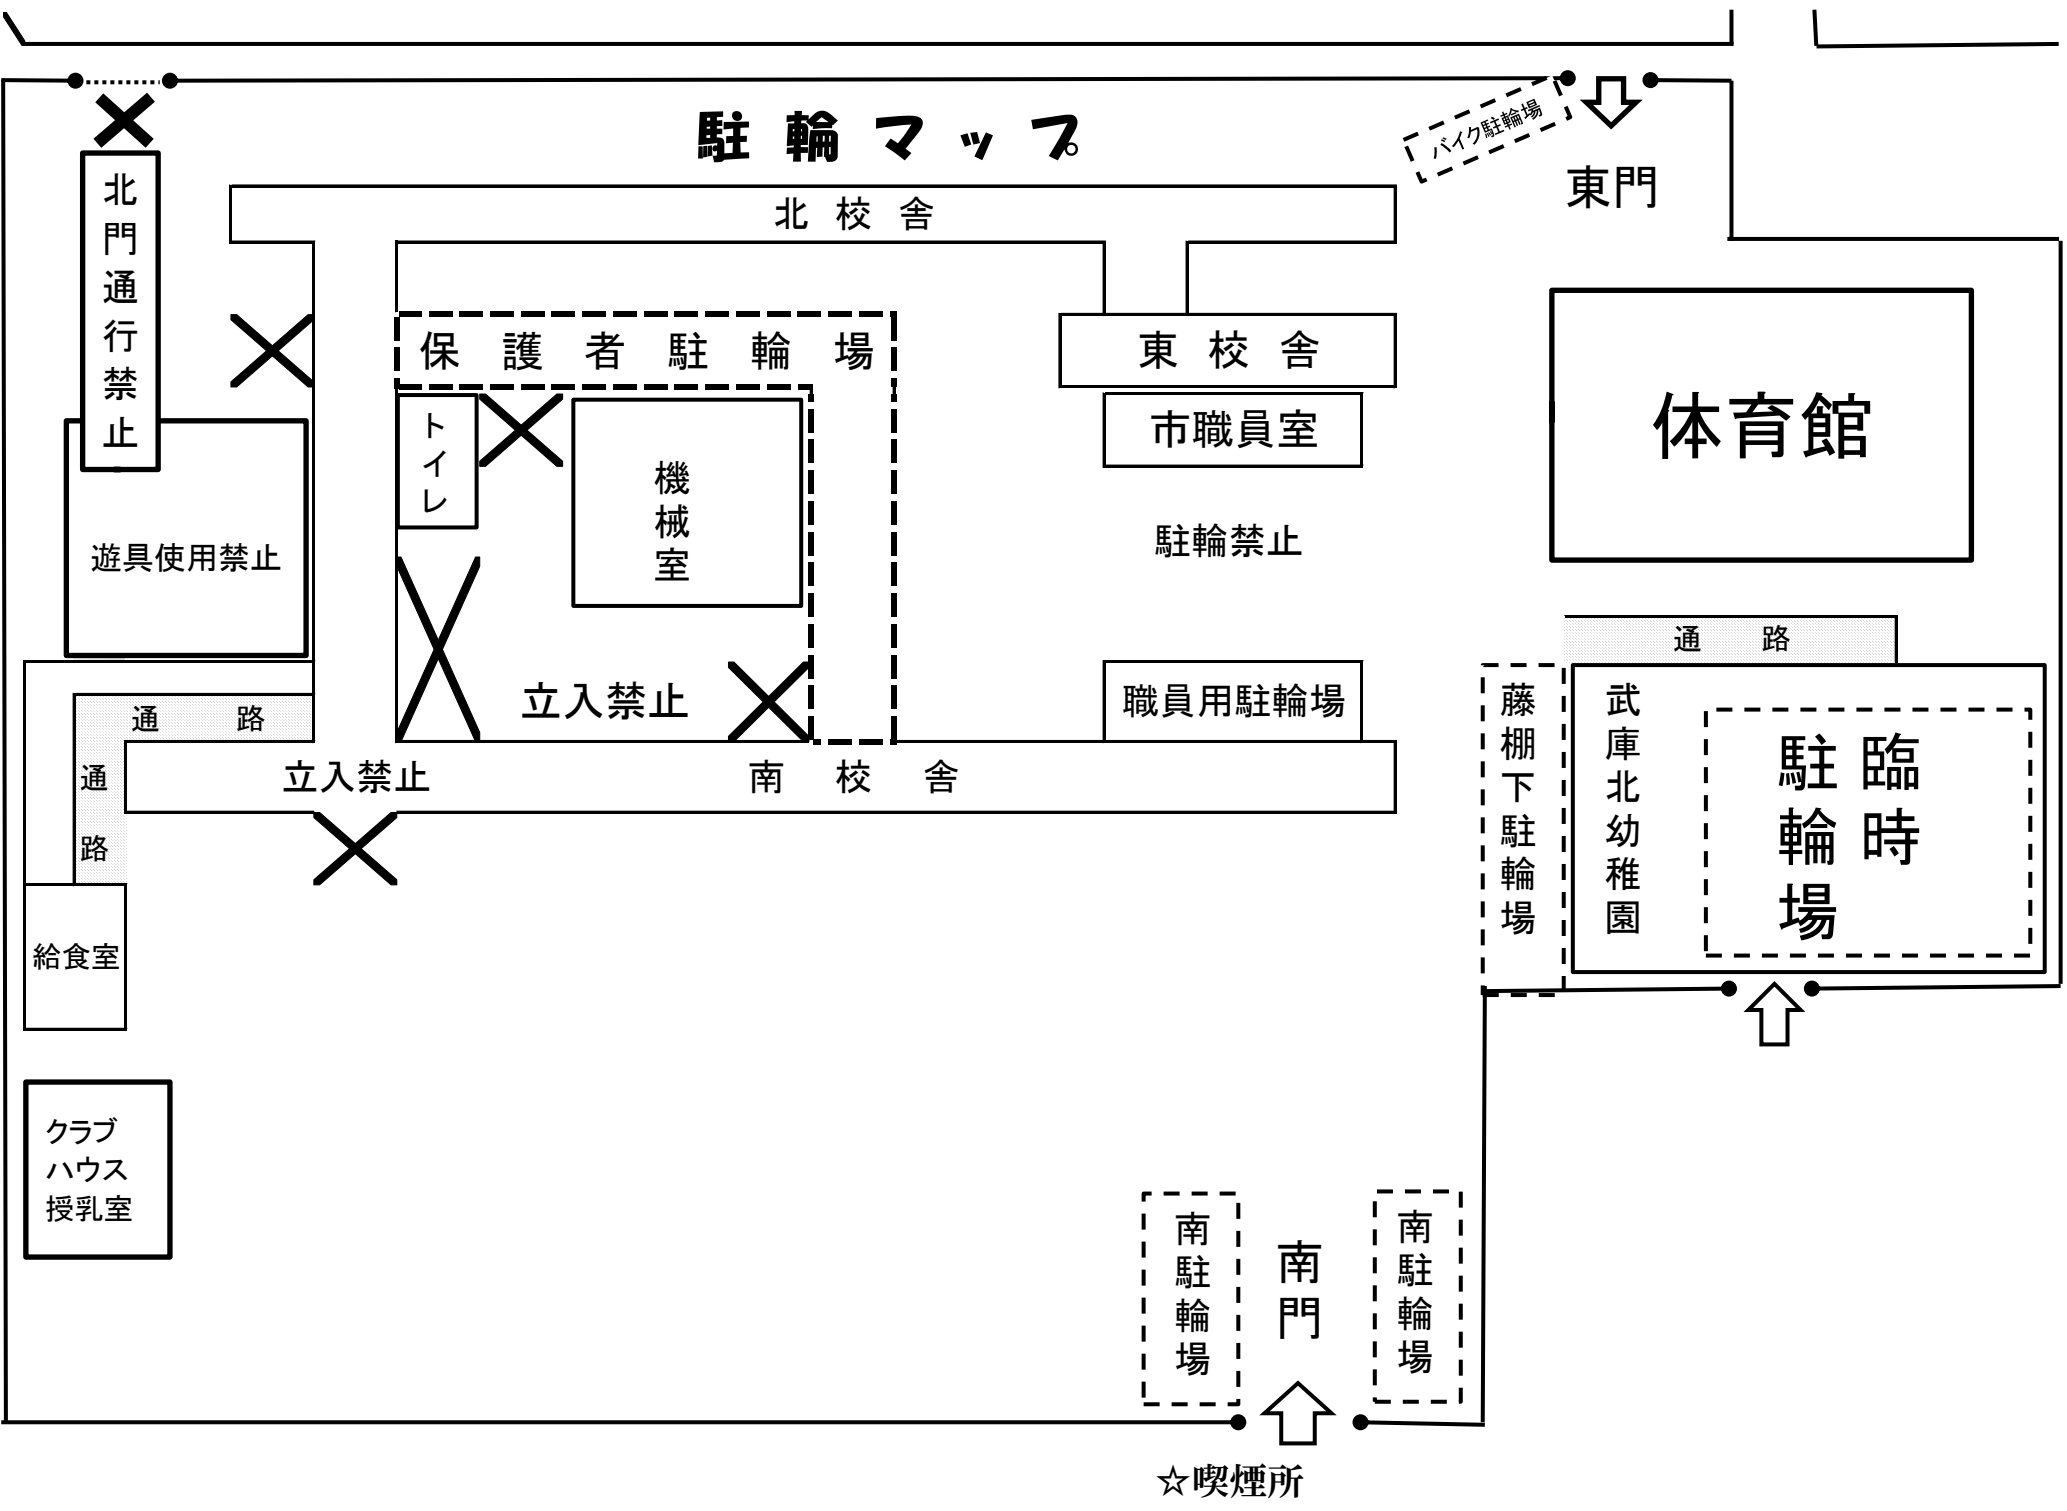 駐輪マップ
バイク駐輪場
東門
北門通行禁止
北校舎
保護者駐輪場
東校舎
トイレ
機械室
市職員室
体育館
遊具使用禁止
駐輪禁止
通路
立入禁止
職員用駐輪場
藤棚下駐輪場
武庫北幼稚園
臨時
駐輪場
通路
通路
立入禁止
南校舎
給食室
クラブ
ハウス
授乳室
南駐輪場
南門
南駐輪場
☆喫煙所